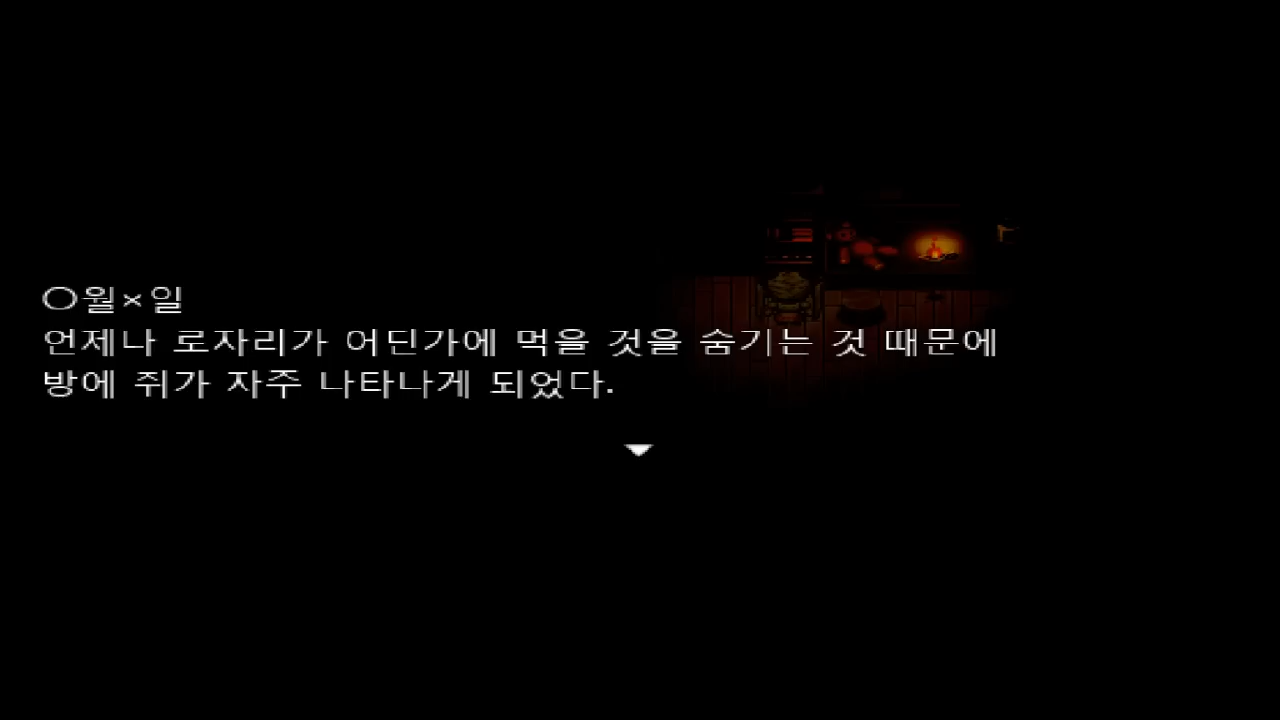 ○월×일
언제나 로자리가 어딘가에 먹을 것을 숨기는 것 때문에
방에 쥐가 자주 나타나게 되었다.